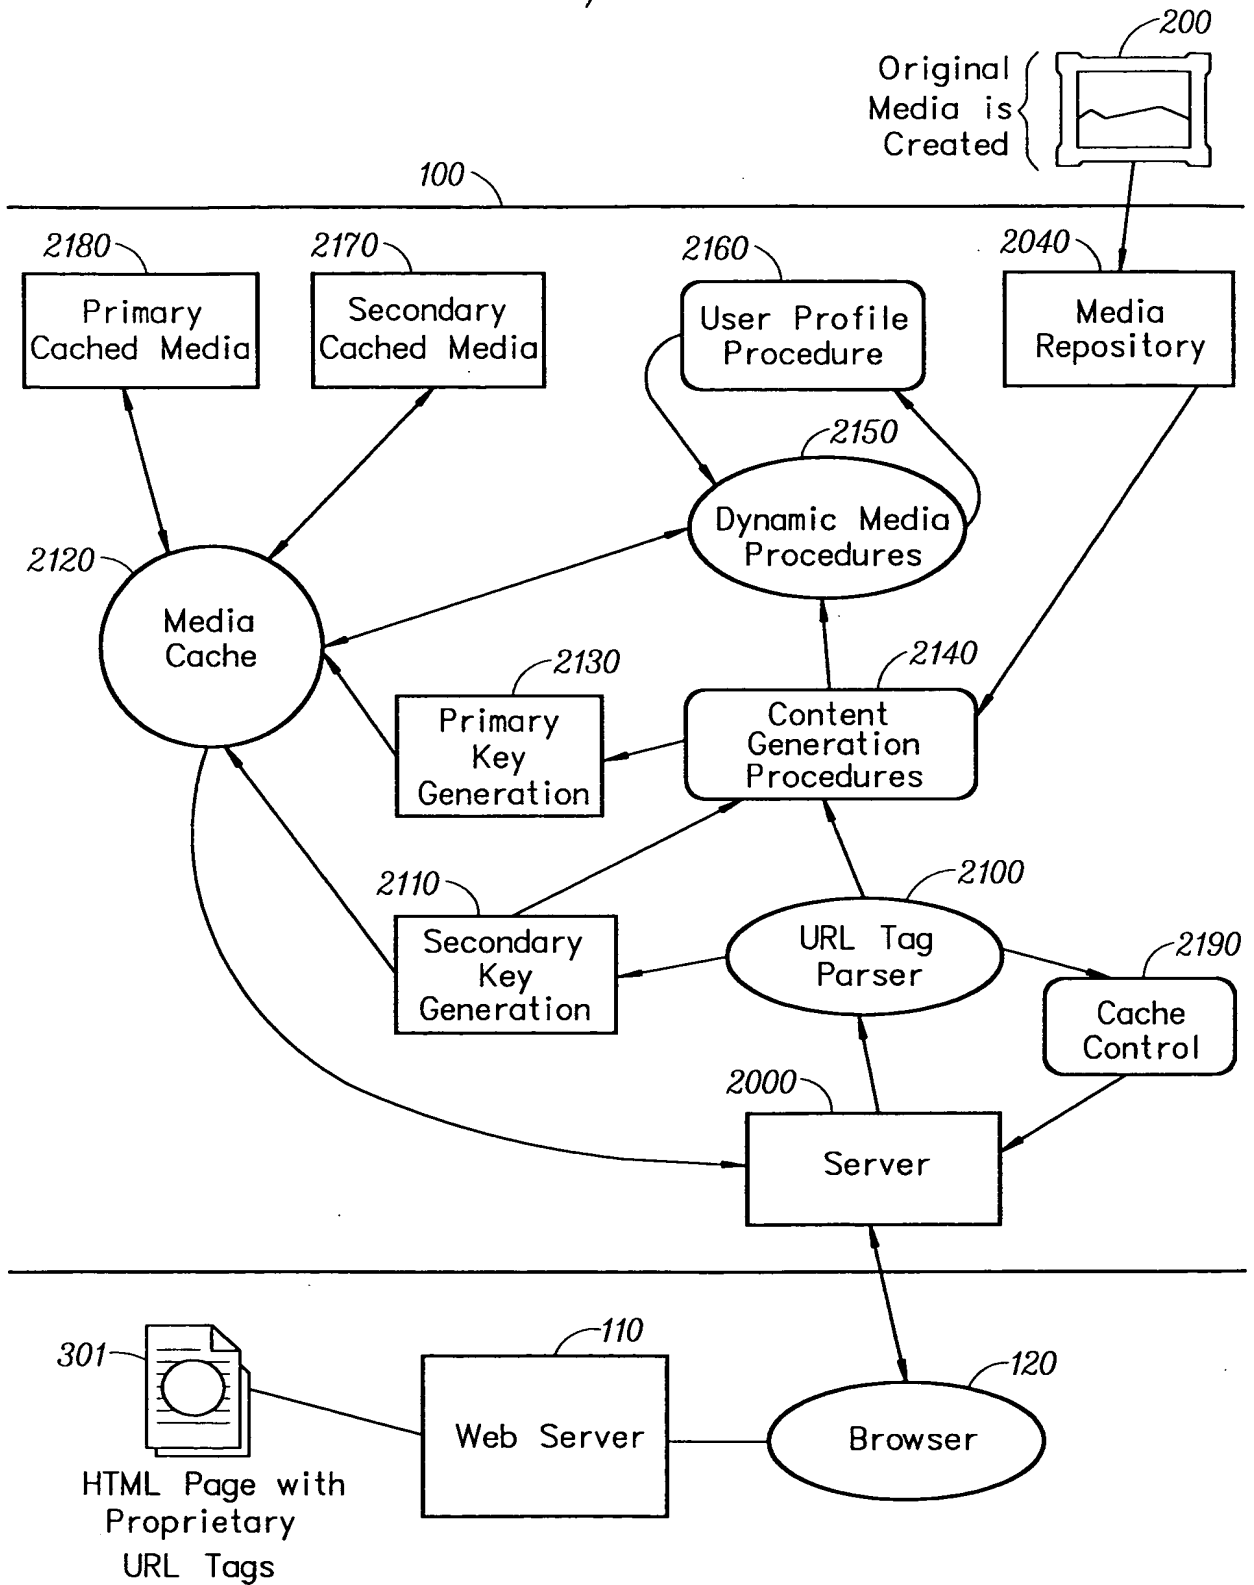 200
Original
Media is
Created
100
2180
2170
2160
2040
Primary
Cached Media
Secondary
Cached Media
User Profile
Procedure
Media
Repository
2150
Dynamic Media
Procedures
2120
Media
Cache
2130
2140
Primary
Key
Generation
Content
Generation
Procedures
2110
2100
Secondary
Key
Generation
URL Tag
Parser
2190
Cache
Control
2000
Server
301
110
120
Web Server
Browser
HTML Page with
Proprietary
URL Tags